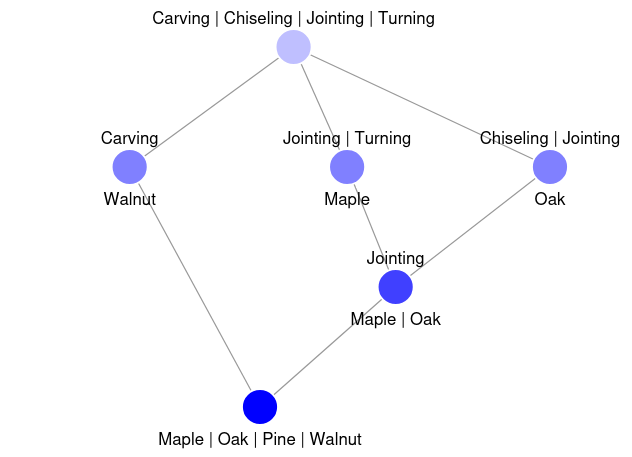 Carving | Chiseling | Jointing | Turning
Carving
Jointing | Turning
Chiseling | Jointing
Walnut
Maple
Oak
Jointing
Maple | Oak
Maple | Oak | Pine | Walnut